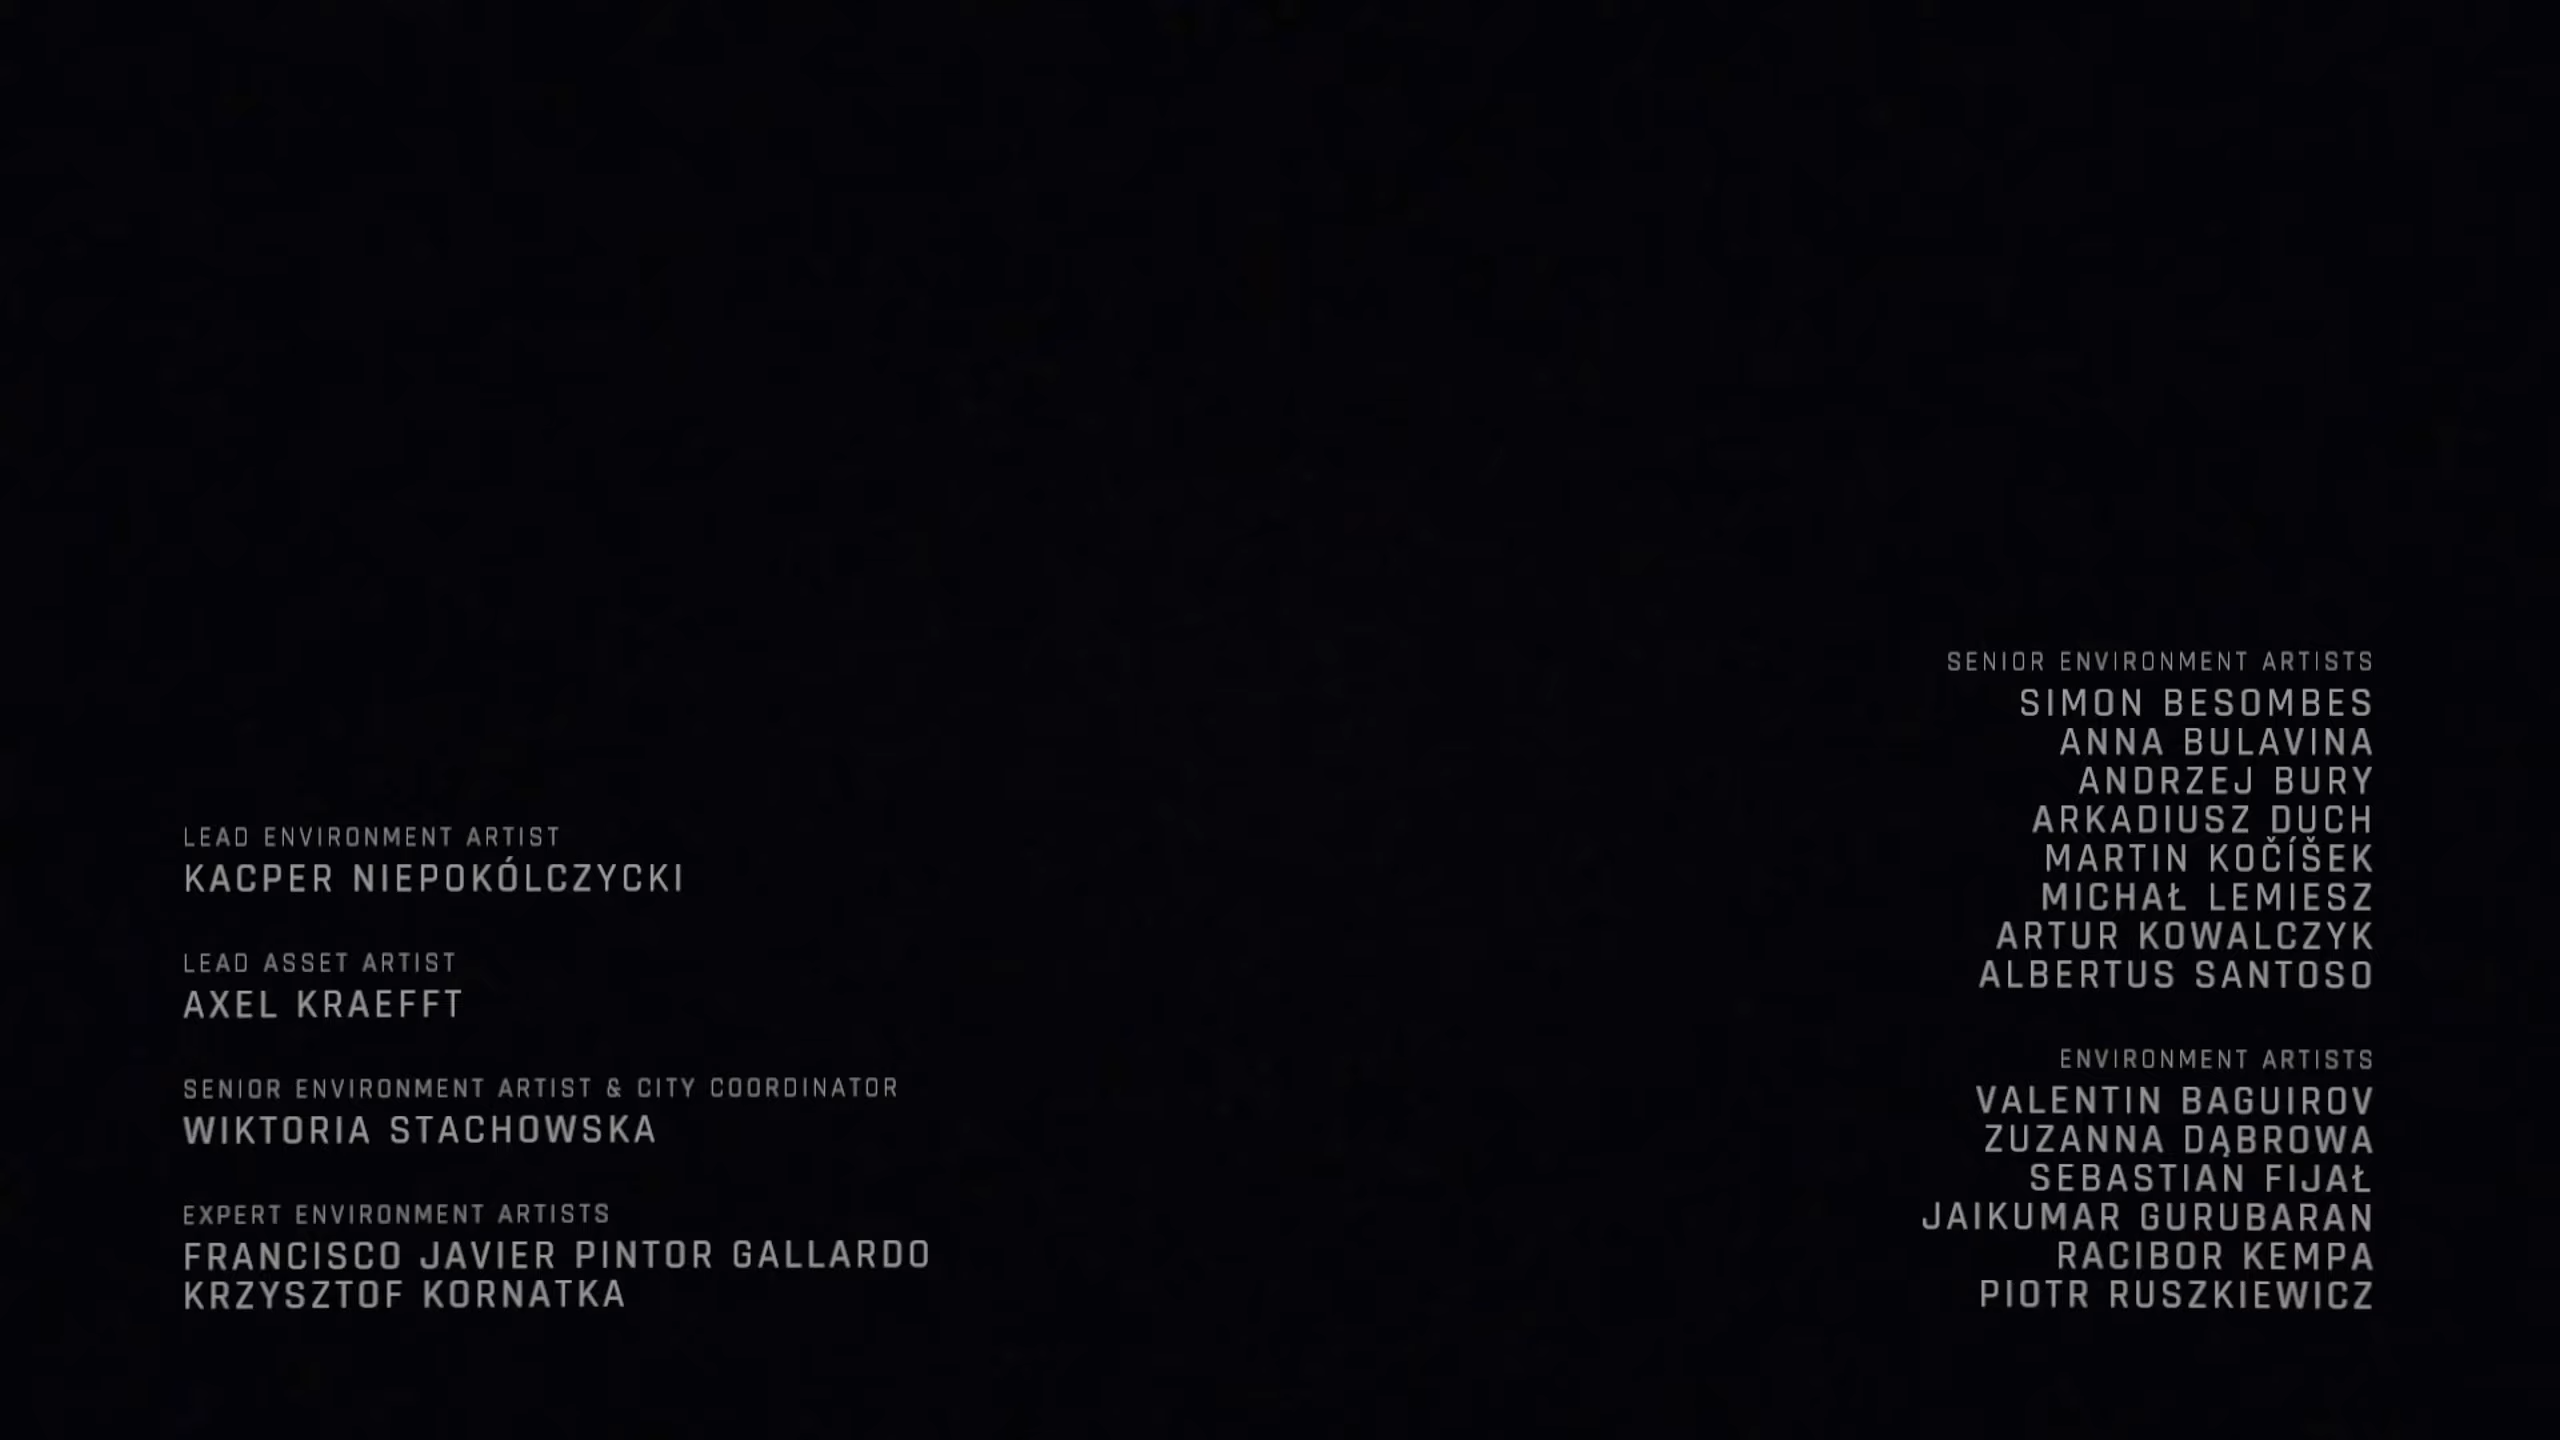 LEAD ENVIRONMENT ARTIST
KACPER NIEPOKÓLCZYCKI
LEAD ASSET ARTIST
AXEL KRAEFFT
SENIOR ENVIRONMENT ARTIST & CITY COORDINATOR
WIKTORIA STACHOWSKA
EXPERT ENVIRONMENT ARTISTS
FRANCISCO JAVIER PINTOR GALLARDO
KRZYSZTOF KORNATKA
SENIOR ENVIRONMENT ARTISTS
SIMON BESOMBES
ANNA BULAVINA
ANDRZEJ BURY
ARKADIUSZ DUCH
MARTIN KOČÍŠEK
MICHAŁ LEMIESZ
ARTUR KOWALCZYK
ALBERTUS SANTOSO
ENVIRONMENT ARTISTS
VALENTIN BAGUIROV
ZUZANNA DĄBROWA
SEBASTIAN FIJAŁ
JAIKUMAR GURUBARAN
RACIBOR KEMPA
PIOTR RUSZKIEWICZ